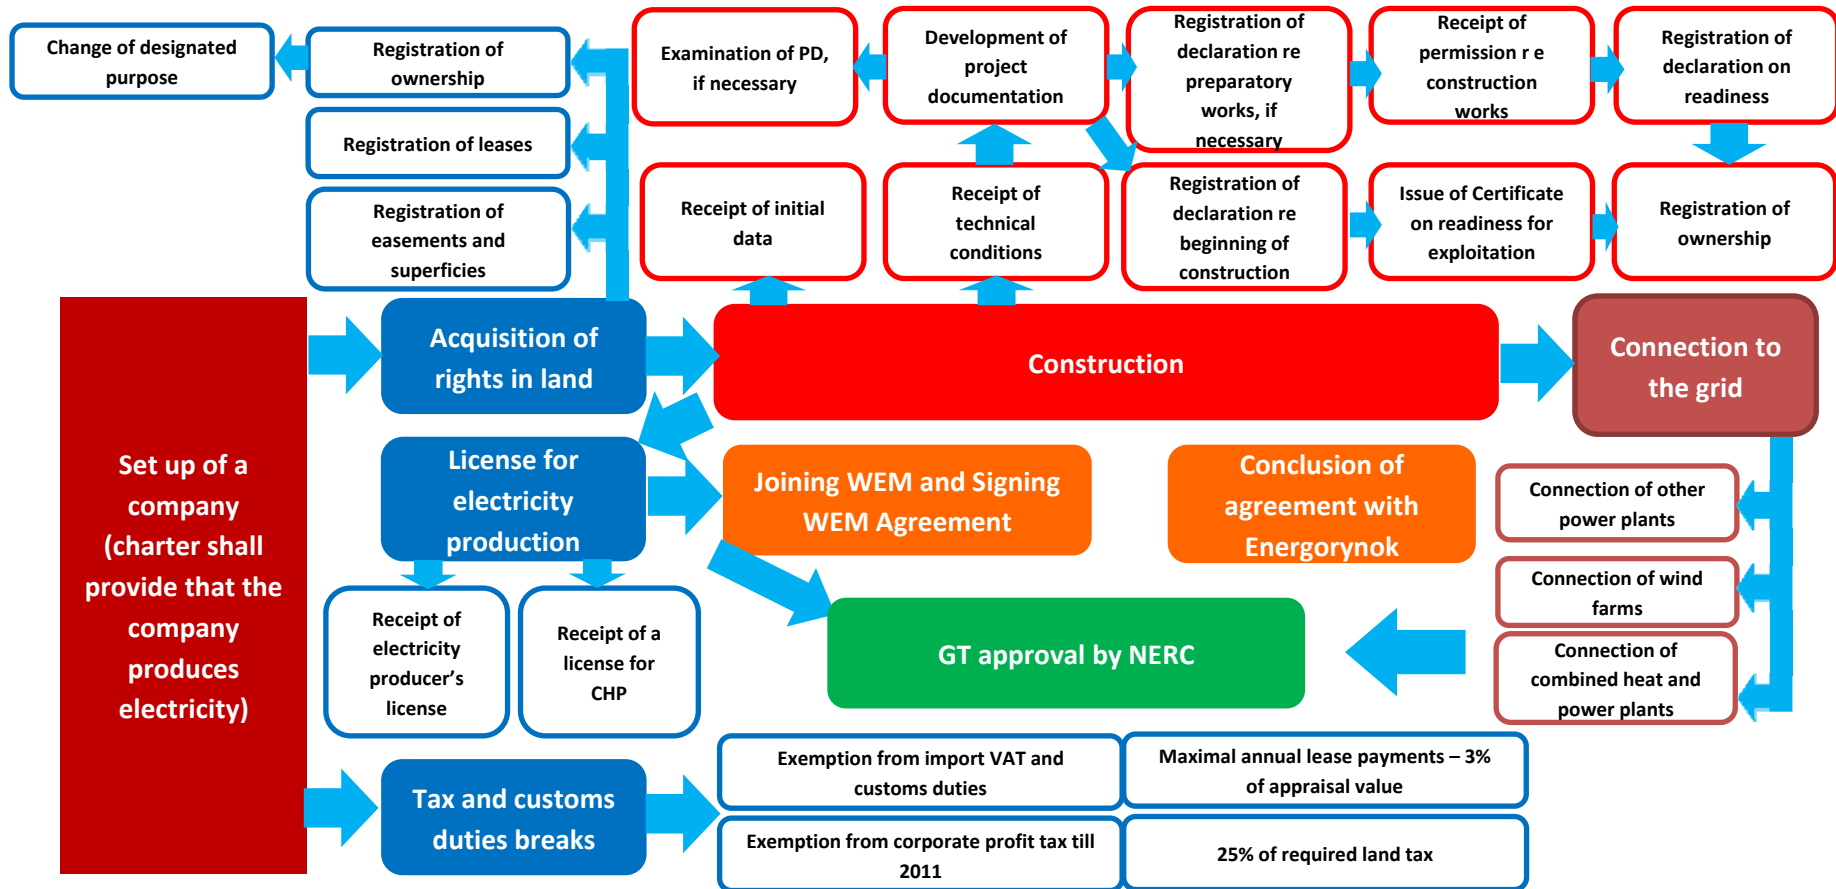 Change of designated
purpose
Registration of
ownership
Examination of PD,
if necessary
Development of
project
documentation
Registration of
declaration re
preparatory
works, if
necessary
Receipt of
permission r e
construction
works
Registration of
declaration on
readiness
Registration of leases
Registration of
easements and
superficies
Receipt of initial
data
Receipt of
technical
conditions
Registration of
declaration re
beginning of
construction
Issue of Certificate
on readiness for
exploitation
Registration of
ownership
Set up of a
company
(charter shall
provide that the
company
produces
electricity)
Acquisition of
rights in land
Construction
Connection to
the grid
License for
electricity
production
Joining WEM and Signing
WEM Agreement
Conclusion of
agreement with
Energorynok
Connection of other
power plants
Connection of wind
farms
Connection of
combined heat and
power plants
Receipt of
electricity
producer’s
license
Receipt of a
license for
CHP
GT approval by NERC
Tax and customs
duties breaks
Exemption from import VAT and
customs duties
Maximal annual lease payments – 3%
of appraisal value
Exemption from corporate profit tax till
2011
25% of required land tax